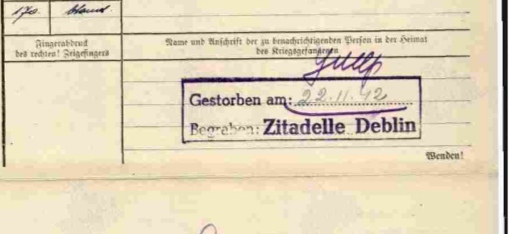 170. blond
Fingerabdruck
des rechten! Zeigefingers
Name und Anschrift der zu benachrichtigenden Person in der Heimat
des Kriegsgefangenen
Gestorben am: 22.11.42
Begraben: Zitadelle Deblin
Wenden!